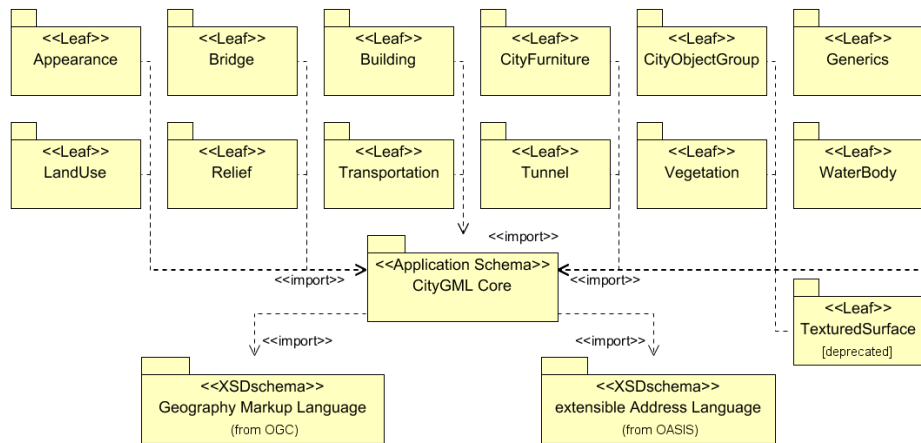 <<Leaf>>
Appearance
<<Leaf>>
Bridge
<<Leaf>>
Building
<<Leaf>>
CityFurniture
<<Leaf>>
CityObjectGroup
<<Leaf>>
Generics
<<Leaf>>
LandUse
<<Leaf>>
Relief
<<Leaf>>
Transportation
<<Leaf>>
Tunnel
<<Leaf>>
Vegetation
<<Leaf>>
WaterBody
<<import>>
<<Application Schema>>
CityGML Core
<<import>>
<<import>>
<<Leaf>>
TexturedSurface
[deprecated]
<<import>>
<<import>>
<<XSDschema>>
Geography Markup Language
(from OGC)
<<XSDschema>>
extensible Address Language
(from OASIS)